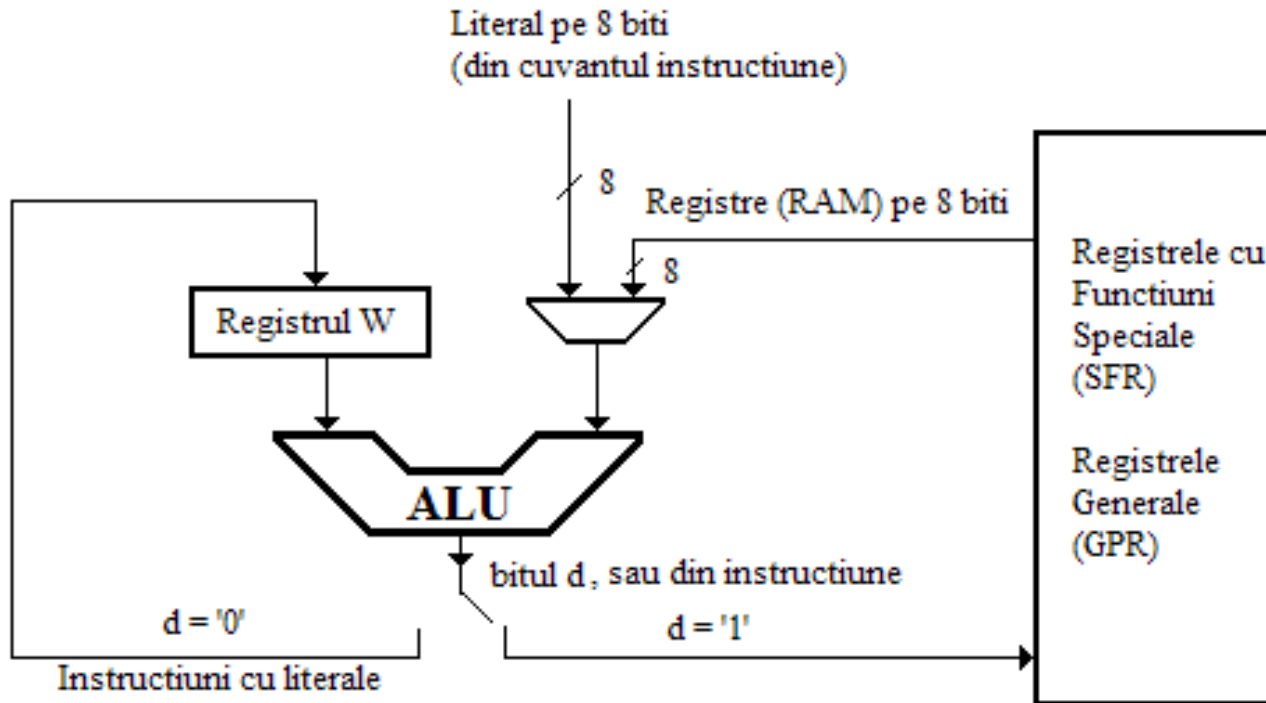 Literal pe 8 biti
(din cuvantul instructiune)
8
Registre (RAM) pe 8 biti
8
Registrul W
Registrele cu
Functiuni
Speciale
(SFR)
Registrele
Generale
(GPR)
ALU
bitul d, sau din instructiune
d = '0'
d = '1'
Instructiuni cu literale